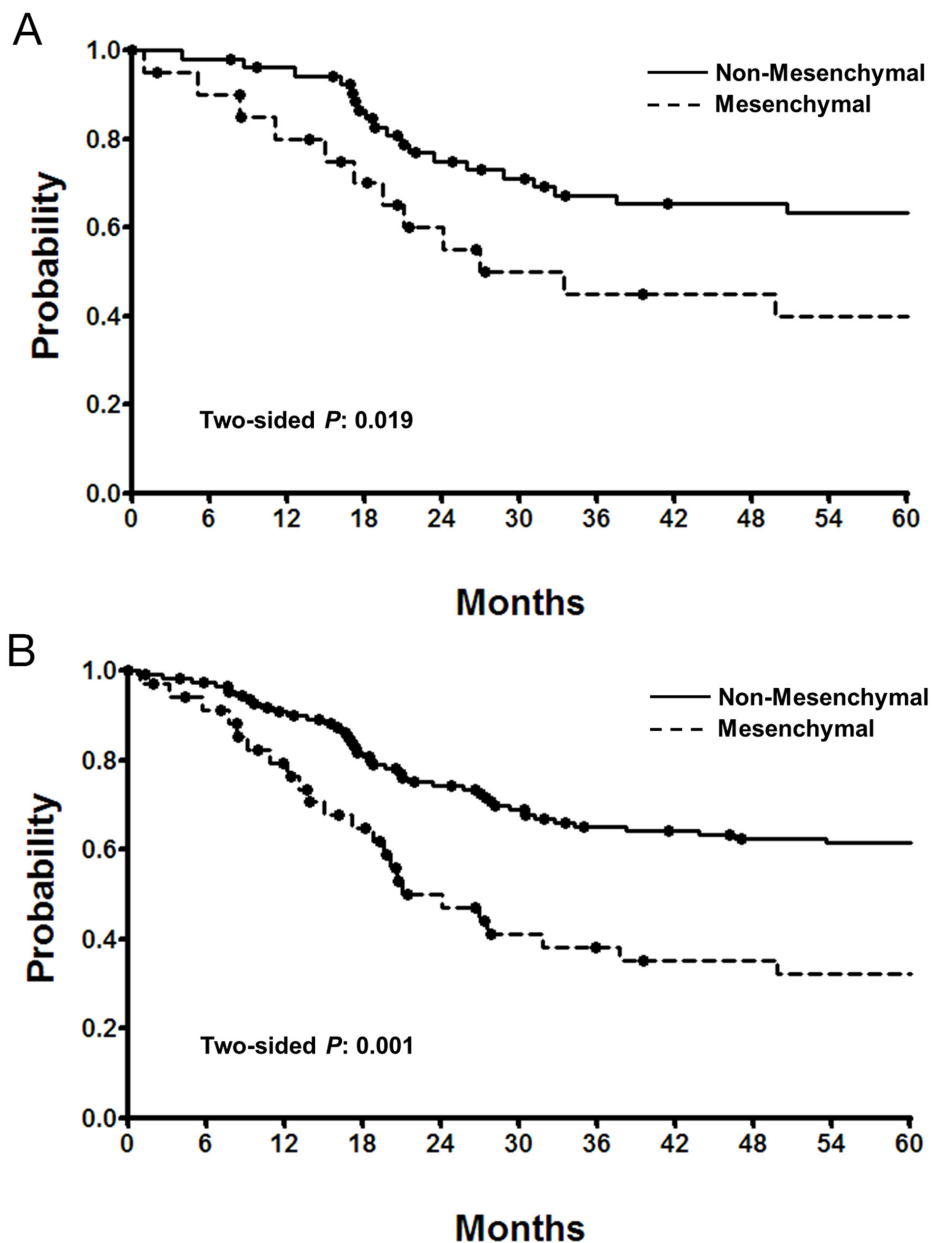 A
1.0
Non-Mesenchymal
Mesenchymal
0.8
0.6
Probability
0.4
Two-sided P: 0.019
0.2
0.0
0 6 12 18 24 30 36 42 48 54 60
Months
B
1.0
Non-Mesenchymal
Mesenchymal
0.8
0.6
Probability
0.4
Two-sided P: 0.001
0.2
0.0
0 6 12 18 24 30 36 42 48 54 60
Months